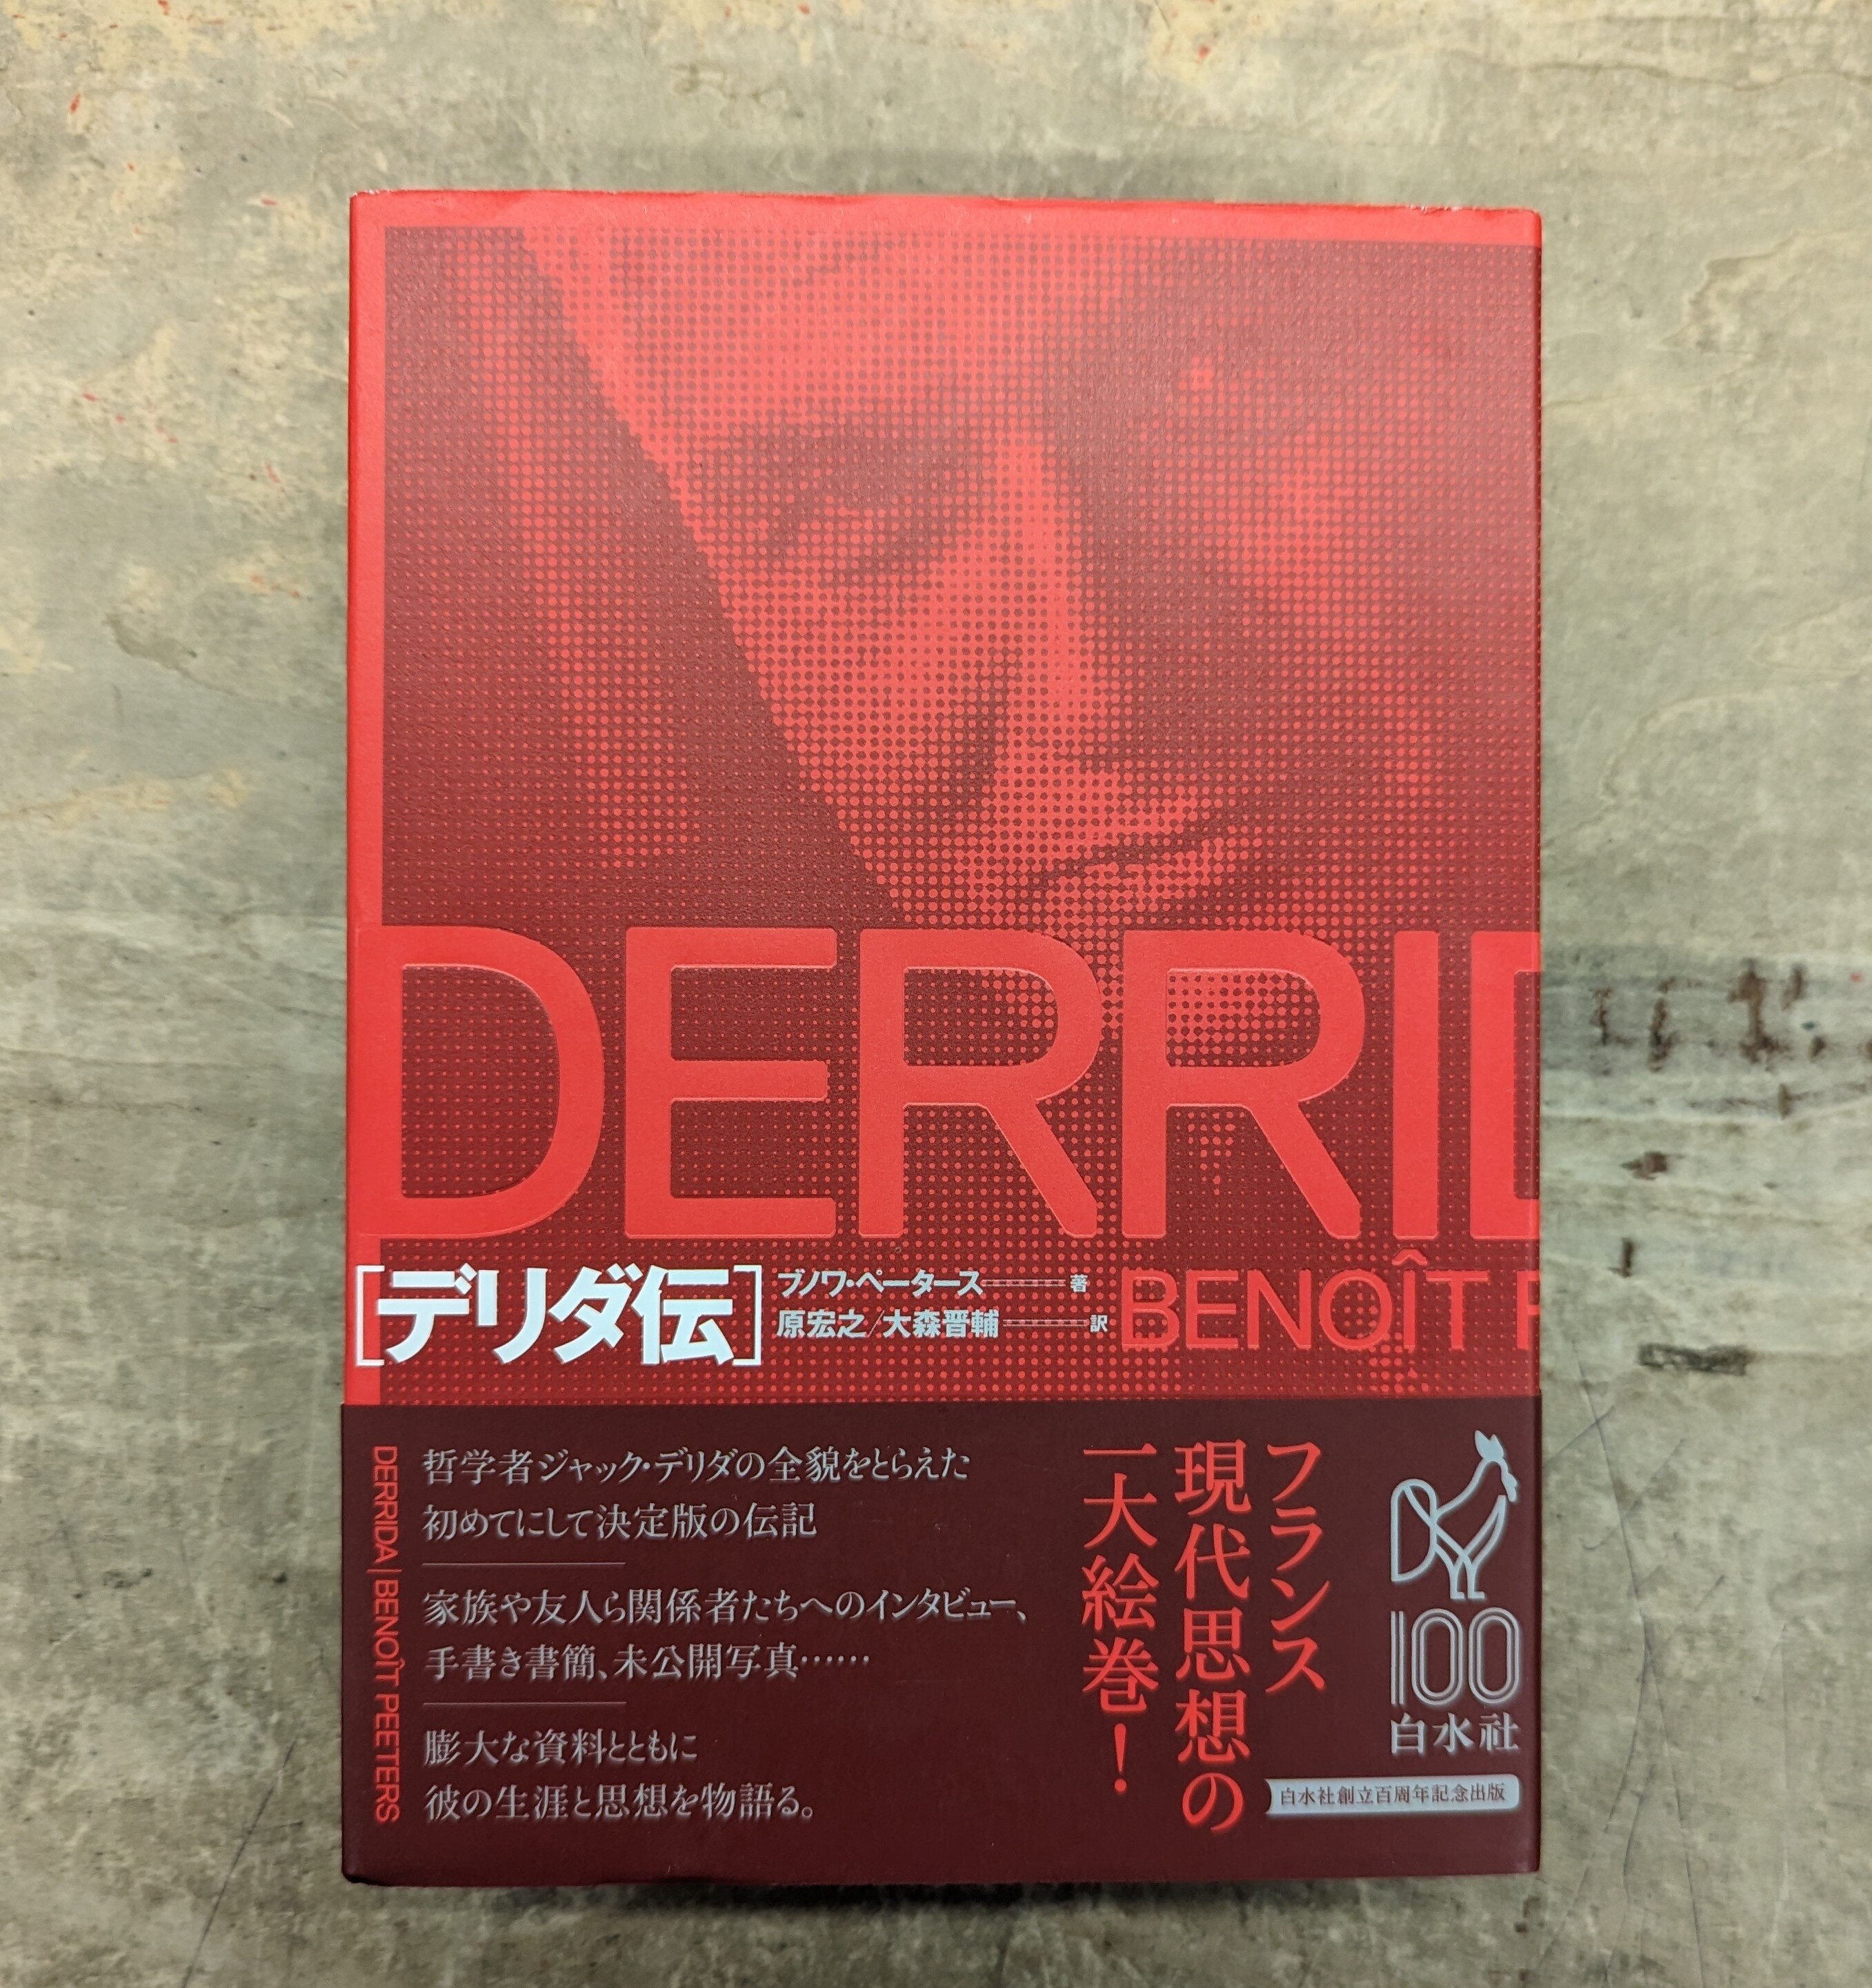 DERRID
[デリダ伝]
ブノワ・ペータース 著
原宏之/大森晋輔 訳
BENOÎT P
DERRIDA|BENOÎT PEETERS
哲学者ジャック・デリダの全貌をとらえた
初めてにして決定版の伝記
家族や友人ら関係者たちへのインタビュー、
手書き書簡、未公開写真……
膨大な資料とともに
彼の生涯と思想を物語る。
フランス
現代思想の
一大絵巻！
100
白水社
白水社創立百周年記念出版